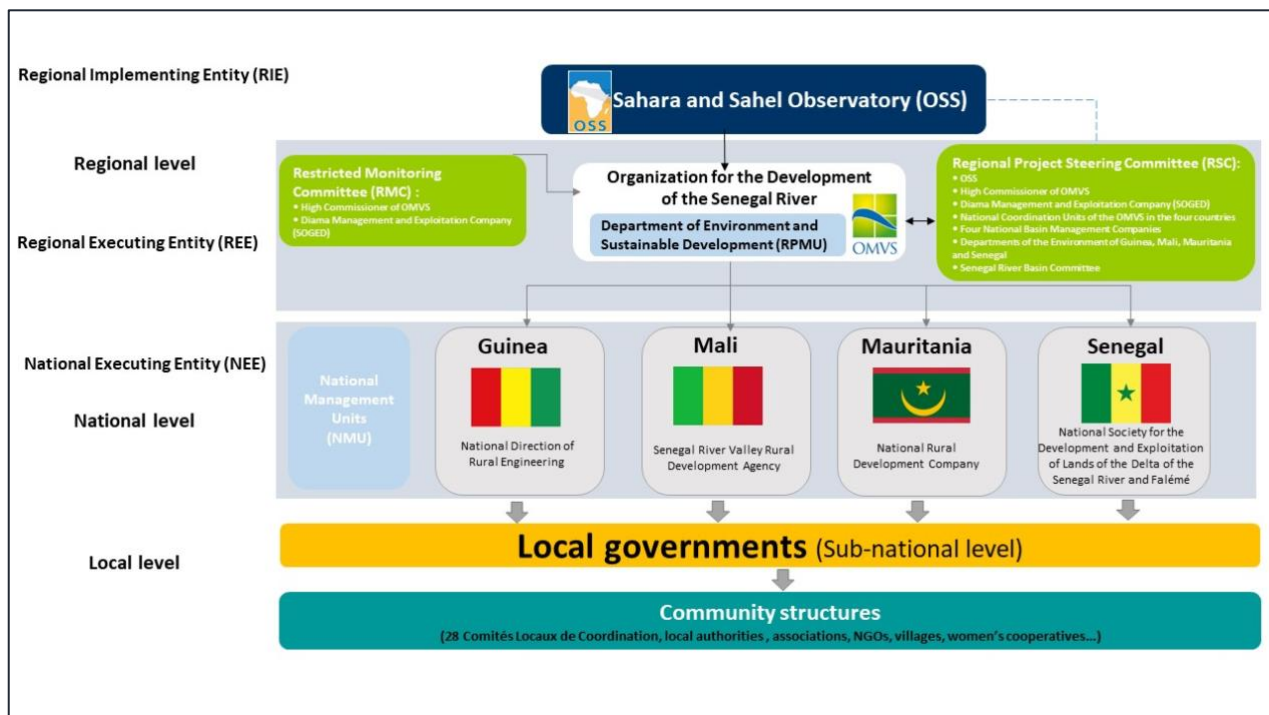 Regional Implementing Entity (RIE)
OSS
Sahara and Sahel Observatory (OSS)
Regional level
Regional Executing Entity (REE)
Restricted Monitoring
Committee (RMC) :
• High Commissioner of OMVS
• Diama Management and Exploitation Company
(SOGED)
Organization for the Development
of the Senegal River
Department of Environment and
Sustainable Development (RPMU)
OMVS
Regional Project Steering Committee (RSC):
• OSS
• High Commissioner of OMVS
• Diama Management and Exploitation Company (SOGED)
• National Coordination Units of the OMVS in the four countries
• Four National Basin Management Companies
• Departments of the Environment of Guinea, Mali, Mauritania
and Senegal
• Senegal River Basin Committee
National Executing Entity (NEE)
National level
National
Management
Units
(NMU)
Guinea
National Direction of
Rural Engineering
Mali
Senegal River Valley Rural
Development Agency
Mauritania
National Rural
Development Company
Senegal
National Society for the
Development and Exploitation
of Lands of the Delta of the
Senegal River and Falémé
Local level
Local governments (Sub-national level)
Community structures
(28 Comités Locaux de Coordination, local authorities , associations, NGOs, villages, women's cooperatives...)